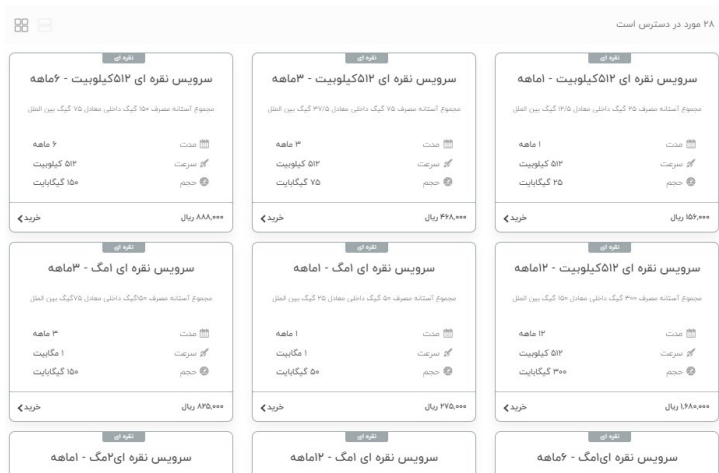 ۲۸ مورد در دسترس است
نقره ای
سرویس نقره ای ۵۱۲کیلوبیت - ۱ماهه
مجموع آستانه مصرف ۲۵ گیگ داخلی معادل ۱۲/۵ گیگ بین الملل
مدت ۱ ماهه
سرعت ۵۱۲ کیلوبیت
حجم ۲۵ گیگابایت
۱۵۶,۰۰۰ ریال خرید
نقره ای
سرویس نقره ای ۵۱۲کیلوبیت - ۳ماهه
مجموع آستانه مصرف ۷۵ گیگ داخلی معادل ۳۷/۵ گیگ بین الملل
مدت ۳ ماهه
سرعت ۵۱۲ کیلوبیت
حجم ۷۵ گیگابایت
۴۶۸,۰۰۰ ریال خرید
نقره ای
سرویس نقره ای ۵۱۲کیلوبیت - ۶ماهه
مجموع آستانه مصرف ۱۵۰ گیگ داخلی معادل ۷۵ گیگ بین الملل
مدت ۶ ماهه
سرعت ۵۱۲ کیلوبیت
حجم ۱۵۰ گیگابایت
۸۸۸,۰۰۰ ریال خرید
نقره ای
سرویس نقره ای ۵۱۲کیلوبیت - ۱۲ماهه
مجموع آستانه مصرف ۳۰۰ گیگ داخلی معادل ۱۵۰ گیگ بین الملل
مدت ۱۲ ماهه
سرعت ۵۱۲ کیلوبیت
حجم ۳۰۰ گیگابایت
۱,۶۸۰,۰۰۰ ریال خرید
نقره ای
سرویس نقره ای ۱مگ - ۱ماهه
مجموع آستانه مصرف ۵۰ گیگ داخلی معادل ۲۵ گیگ بین الملل
مدت ۱ ماهه
سرعت ۱ مگابیت
حجم ۵۰ گیگابایت
۲۷۵,۰۰۰ ریال خرید
نقره ای
سرویس نقره ای ۱مگ - ۳ماهه
مجموع آستانه مصرف ۱۵۰گیگ داخلی معادل ۷۵گیگ بین الملل
مدت ۳ ماهه
سرعت ۱ مگابیت
حجم ۱۵۰ گیگابایت
۸۲۵,۰۰۰ ریال خرید
نقره ای
سرویس نقره ای۱مگ - ۶ماهه
نقره ای
سرویس نقره ای ۱مگ - ۱۲ماهه
نقره ای
سرویس نقره ای۲مگ - ۱ماهه